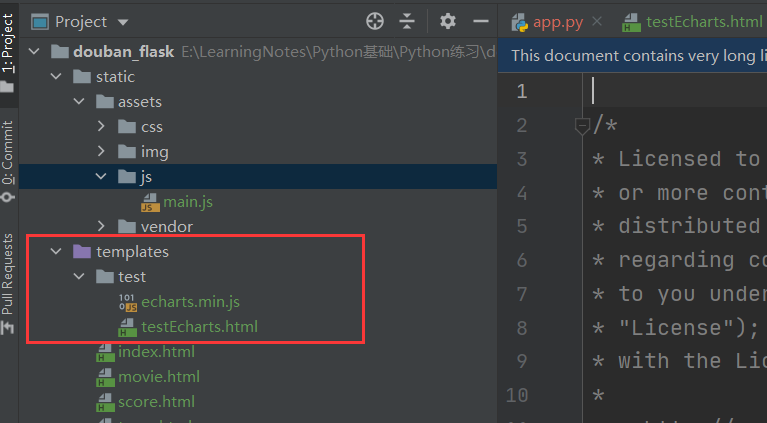 Project
app.py
testEcharts.html
1: Project
0: Commit
Pull Requests
douban_flask E:\LearningNotes\Python基础\Python练习\d
static
assets
css
img
js
main.js
vendor
templates
test
echarts.min.js
testEcharts.html
index.html
movie.html
score.html
This document contains very long li
1
2 /*
3 * Licensed to
4 * or more cont
5 * distributed
6 * regarding co
7 * to you under
8 * "License");
9 * with the Lic
10 *